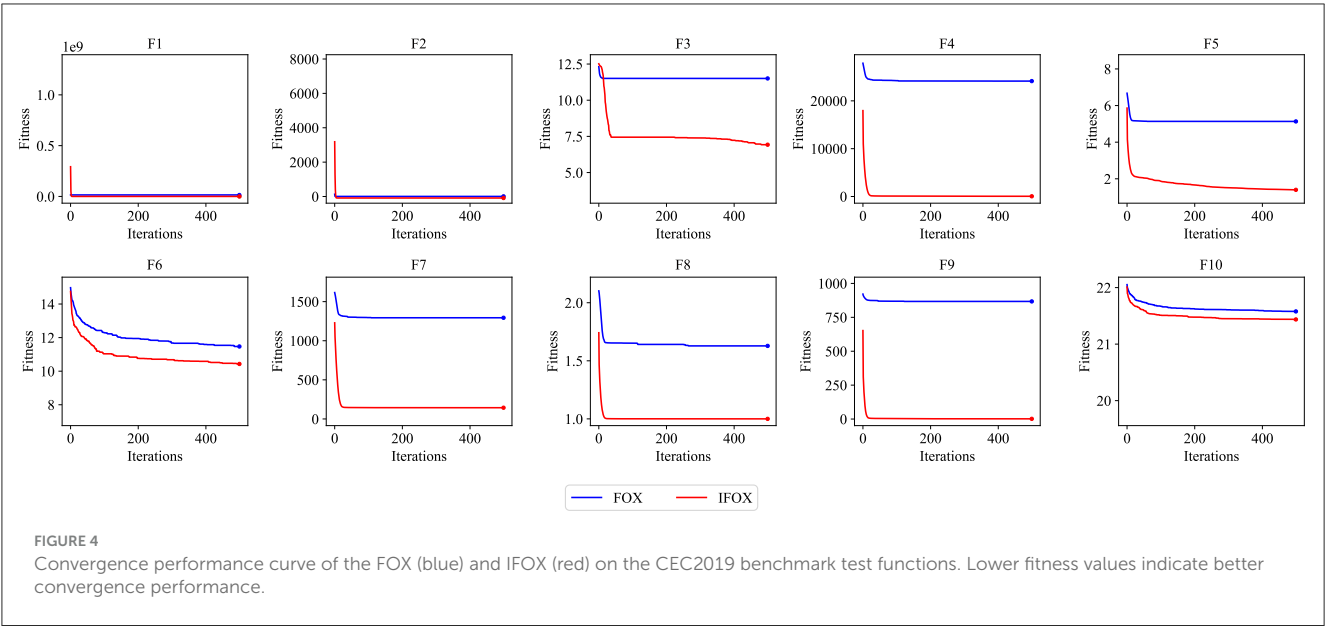 F1
1e9
1.0
0.5
0.0
Fitness
0 200 400
Iterations
F2
8000
6000
4000
2000
0
Fitness
0 200 400
Iterations
F3
12.5
10.0
7.5
5.0
Fitness
0 200 400
Iterations
F4
20000
10000
0
Fitness
0 200 400
Iterations
F5
8
6
4
2
Fitness
0 200 400
Iterations
F6
14
12
10
8
Fitness
0 200 400
Iterations
F7
1500
1000
500
0
Fitness
0 200 400
Iterations
F8
2.0
1.5
1.0
Fitness
0 200 400
Iterations
F9
1000
750
500
250
0
Fitness
0 200 400
Iterations
F10
22
21
20
Fitness
0 200 400
Iterations
FOX IFOX
FIGURE 4
Convergence performance curve of the FOX (blue) and IFOX (red) on the CEC2019 benchmark test functions. Lower fitness values indicate better
convergence performance.